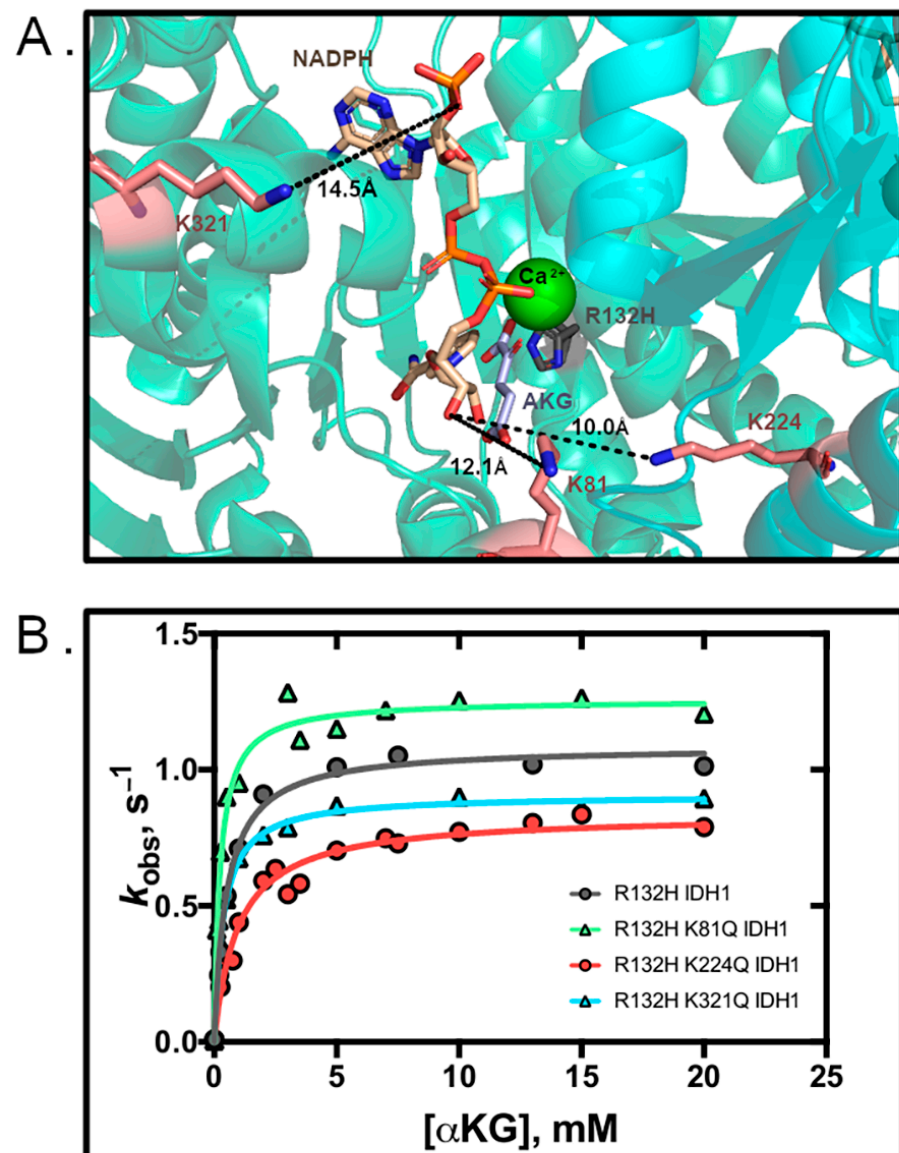 A.
NADPH
14.5Å
K321
Ca²⁺
R132H
AKG
10.0Å
K224
12.1Å
K81
B.
1.5
1.0
0.5
0.0
kobs, s⁻¹
R132H IDH1
R132H K81Q IDH1
R132H K224Q IDH1
R132H K321Q IDH1
0 5 10 15 20 25
[αKG], mM